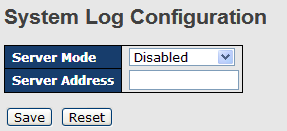 System Log Configuration
Server Mode Disabled
Server Address
Save Reset